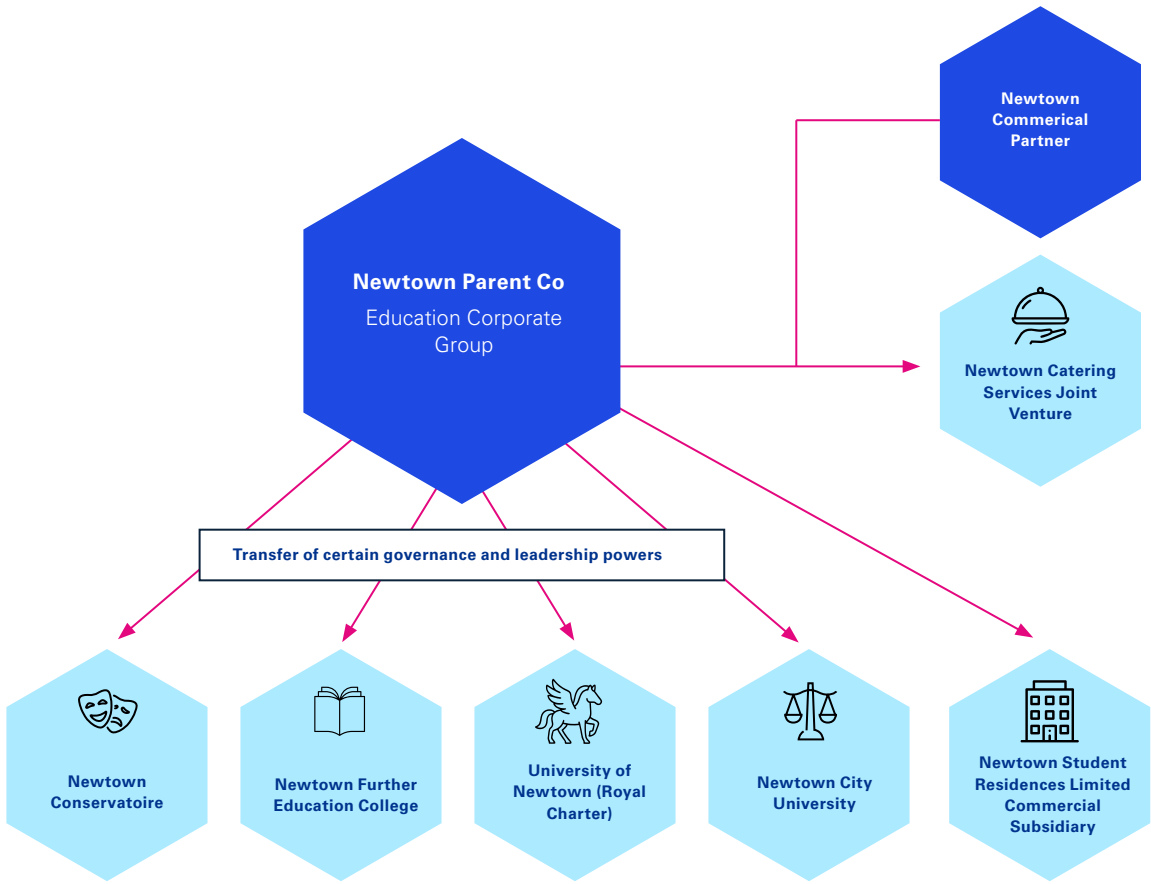 Newtown
Commerical
Partner
Newtown Parent Co
Education Corporate
Group
Newtown Catering
Services Joint
Venture
Transfer of certain governance and leadership powers
Newtown
Conservatoire
Newtown Further
Education College
University of
Newtown (Royal
Charter)
Newtown City
University
Newtown Student
Residences Limited
Commercial
Subsidiary